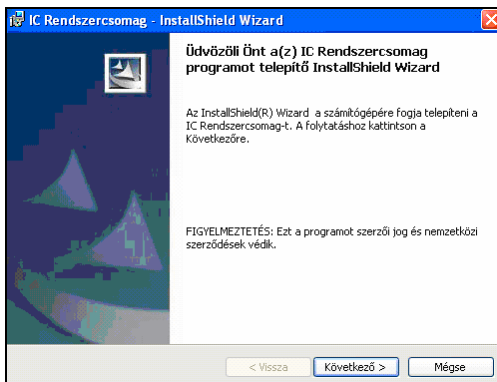 IC Rendszercsomag - InstallShield Wizard
Üdvözöli Önt a(z) IC Rendszercsomag
programot telepítő InstallShield Wizard
Az InstallShield(R) Wizard a számítógépére fogja telepíteni a
IC Rendszercsomag-t. A folytatáshoz kattintson a
Következőre.
FIGYELMEZTETÉS: Ezt a programot szerzői jog és nemzetközi
szerződések védik.
< Vissza
Következő >
Mégse